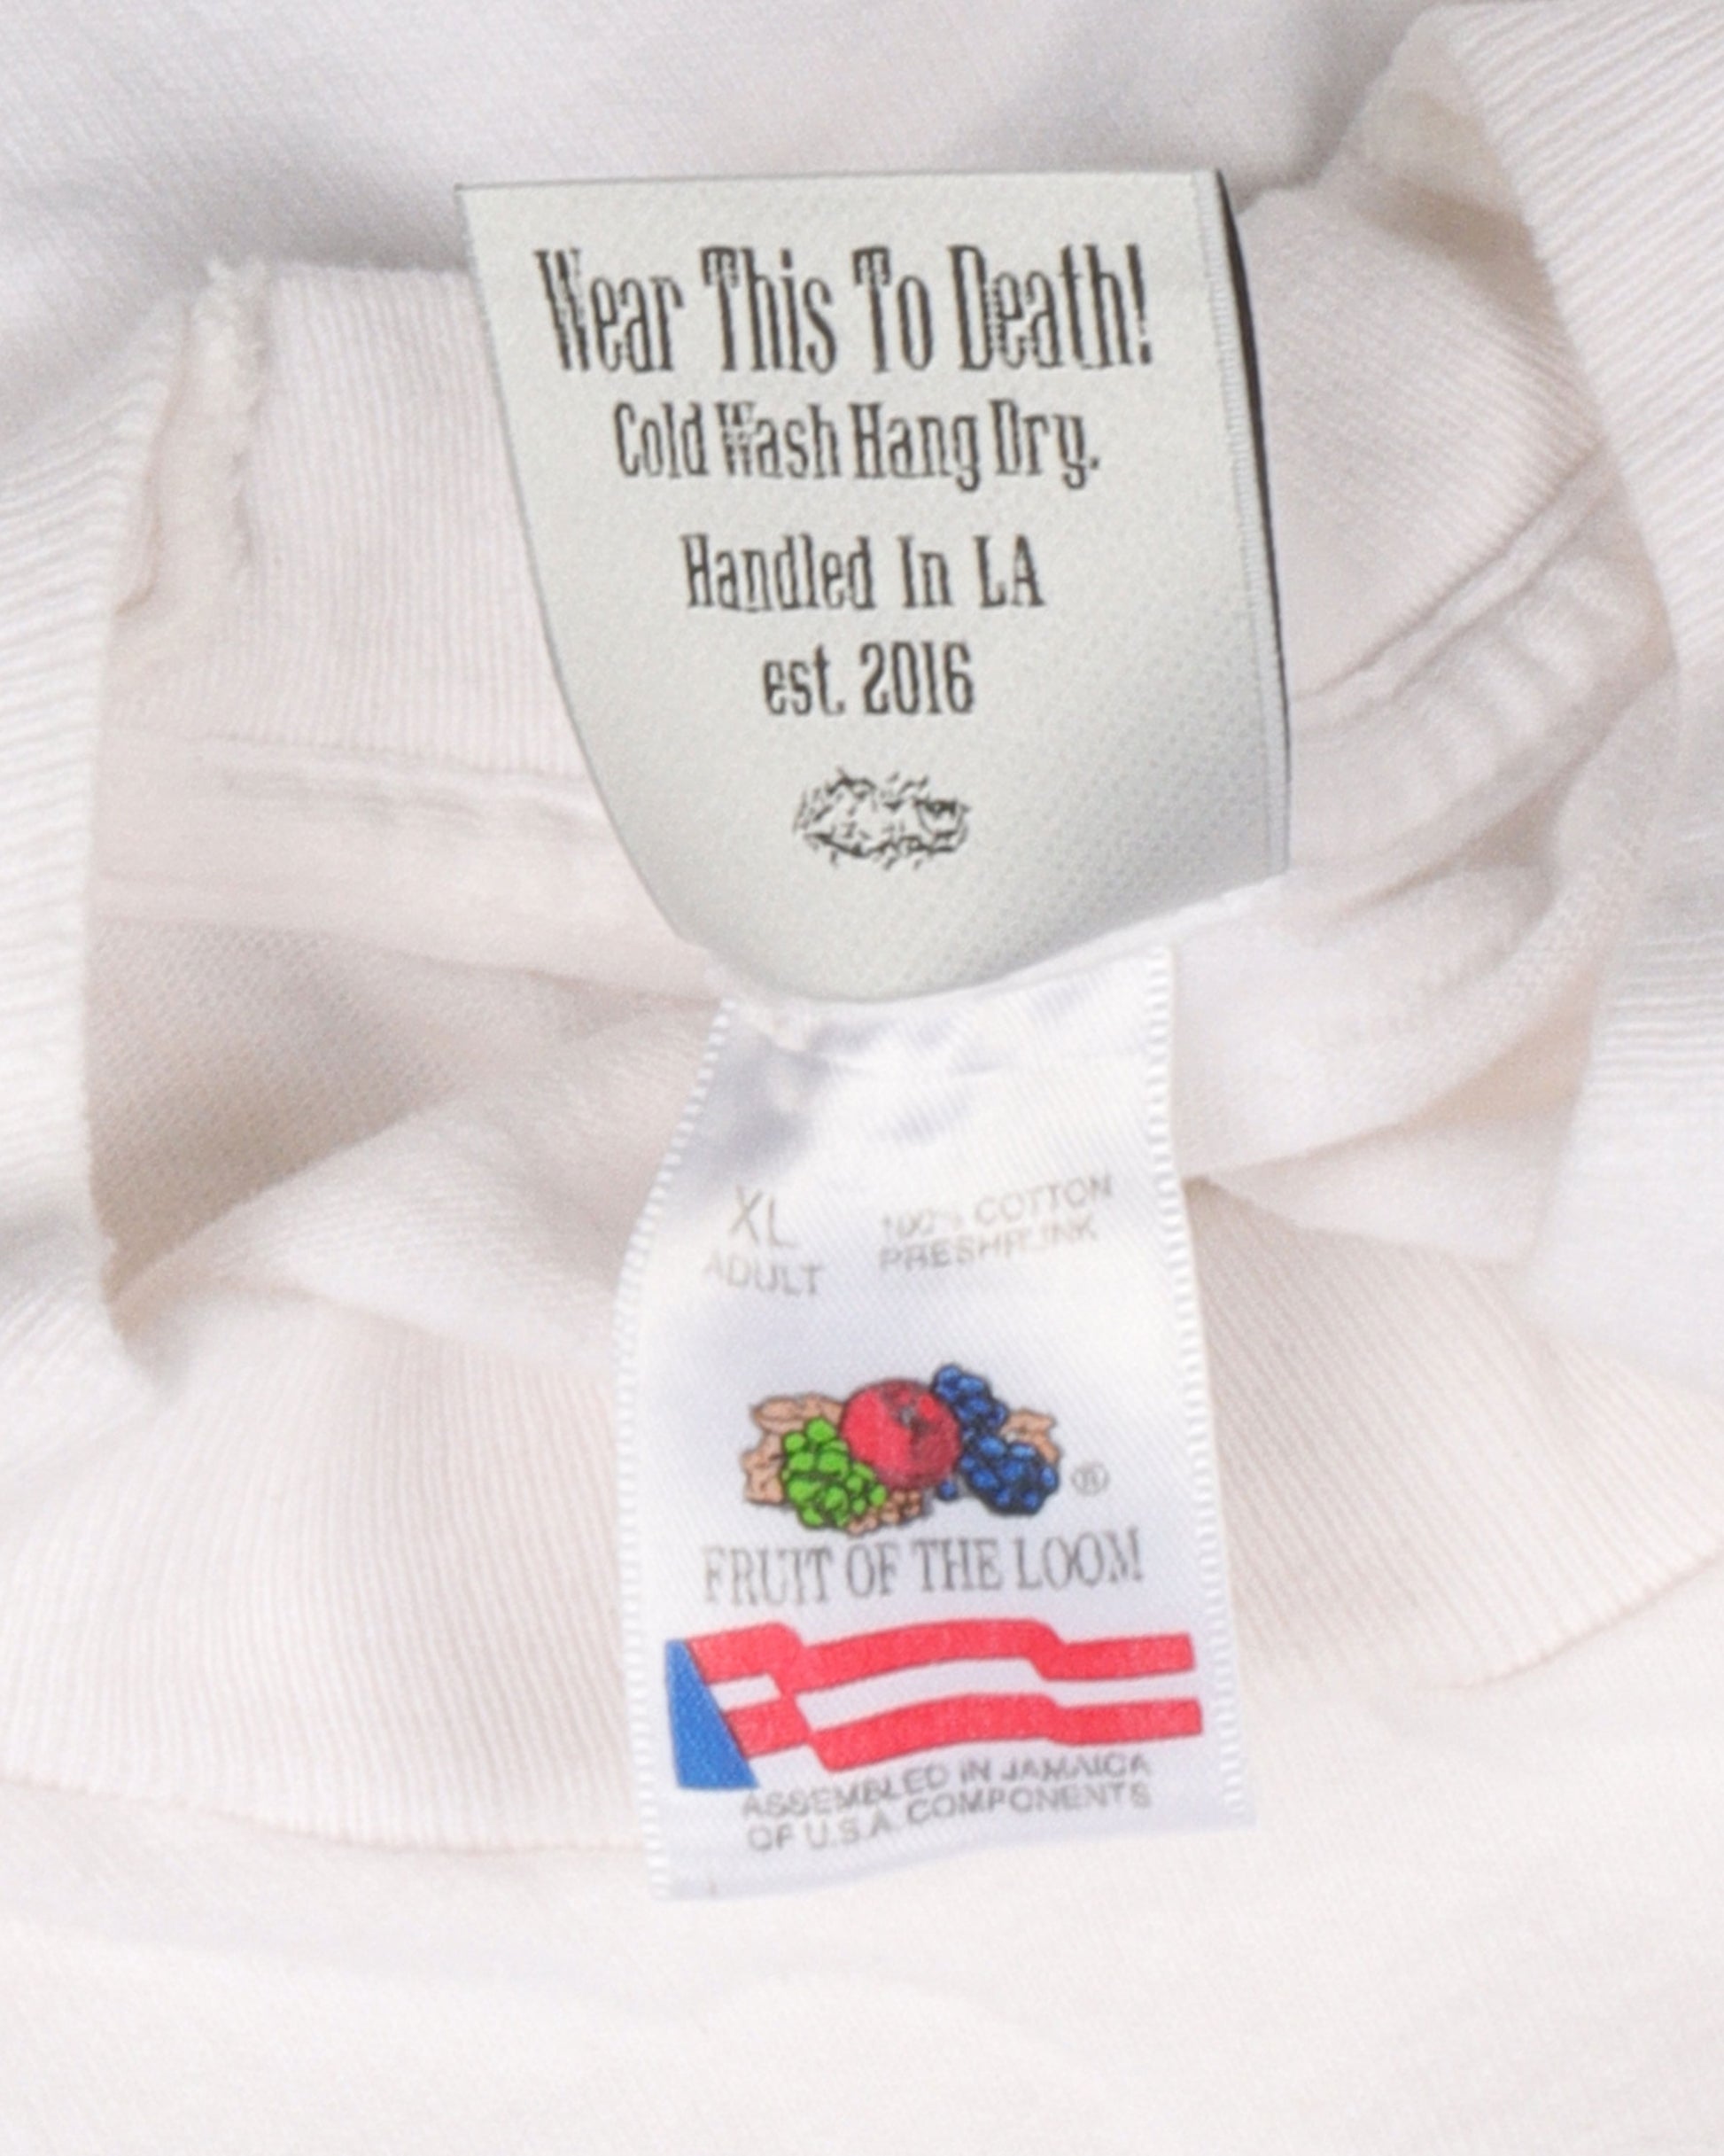 Wear This To Death!
Cold Wash Hang Dry.
Handled In LA
est. 2016
XL
ADULT
100% COTTON
PRESHRUNK
®
FRUIT OF THE LOOM
ASSEMBLED IN JAMAICA
COMPONENTS
OF U.S.A.